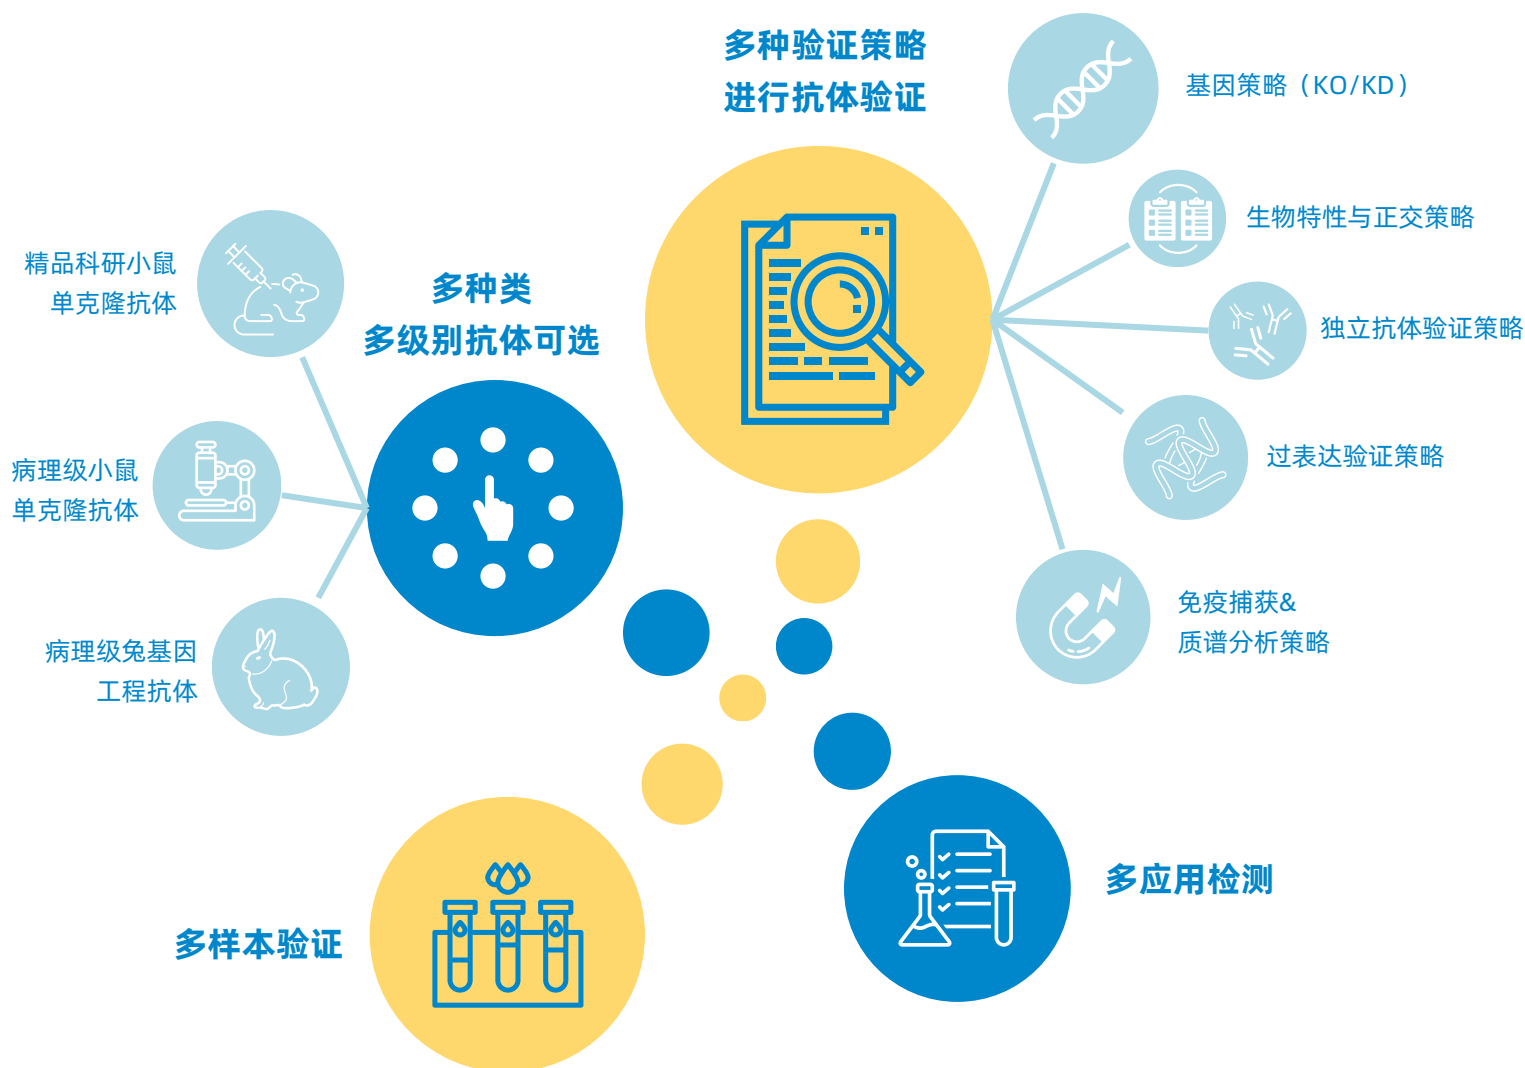 多种验证策略
进行抗体验证
基因策略（KO/KD）
生物特性与正交策略
独立抗体验证策略
过表达验证策略
免疫捕获&
质谱分析策略
多种类
多级别抗体可选
精品科研小鼠
单克隆抗体
病理级小鼠
单克隆抗体
病理级兔基因
工程抗体
多样本验证
多应用检测